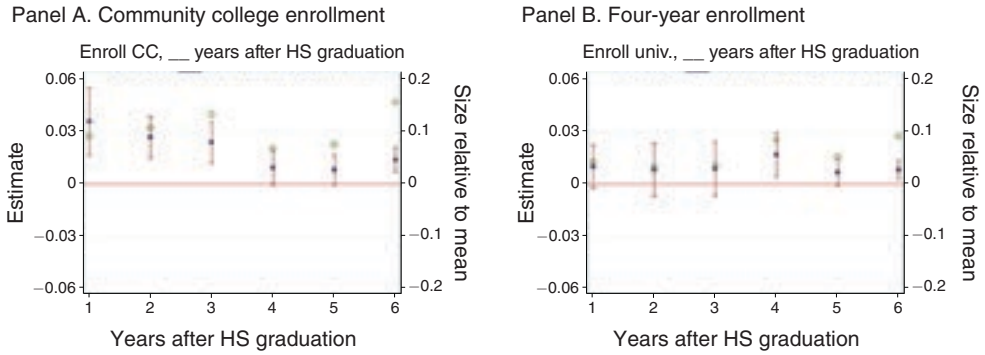 Panel A. Community college enrollment
Enroll CC, __ years after HS graduation
0.06
0.03
0
−0.03
−0.06
Estimate
0.2
0.1
0
−0.1
−0.2
Size relative to mean
1 2 3 4 5 6
Years after HS graduation
Panel B. Four-year enrollment
Enroll univ., __ years after HS graduation
0.06
0.03
0
−0.03
−0.06
Estimate
0.2
0.1
0
−0.1
−0.2
Size relative to mean
1 2 3 4 5 6
Years after HS graduation